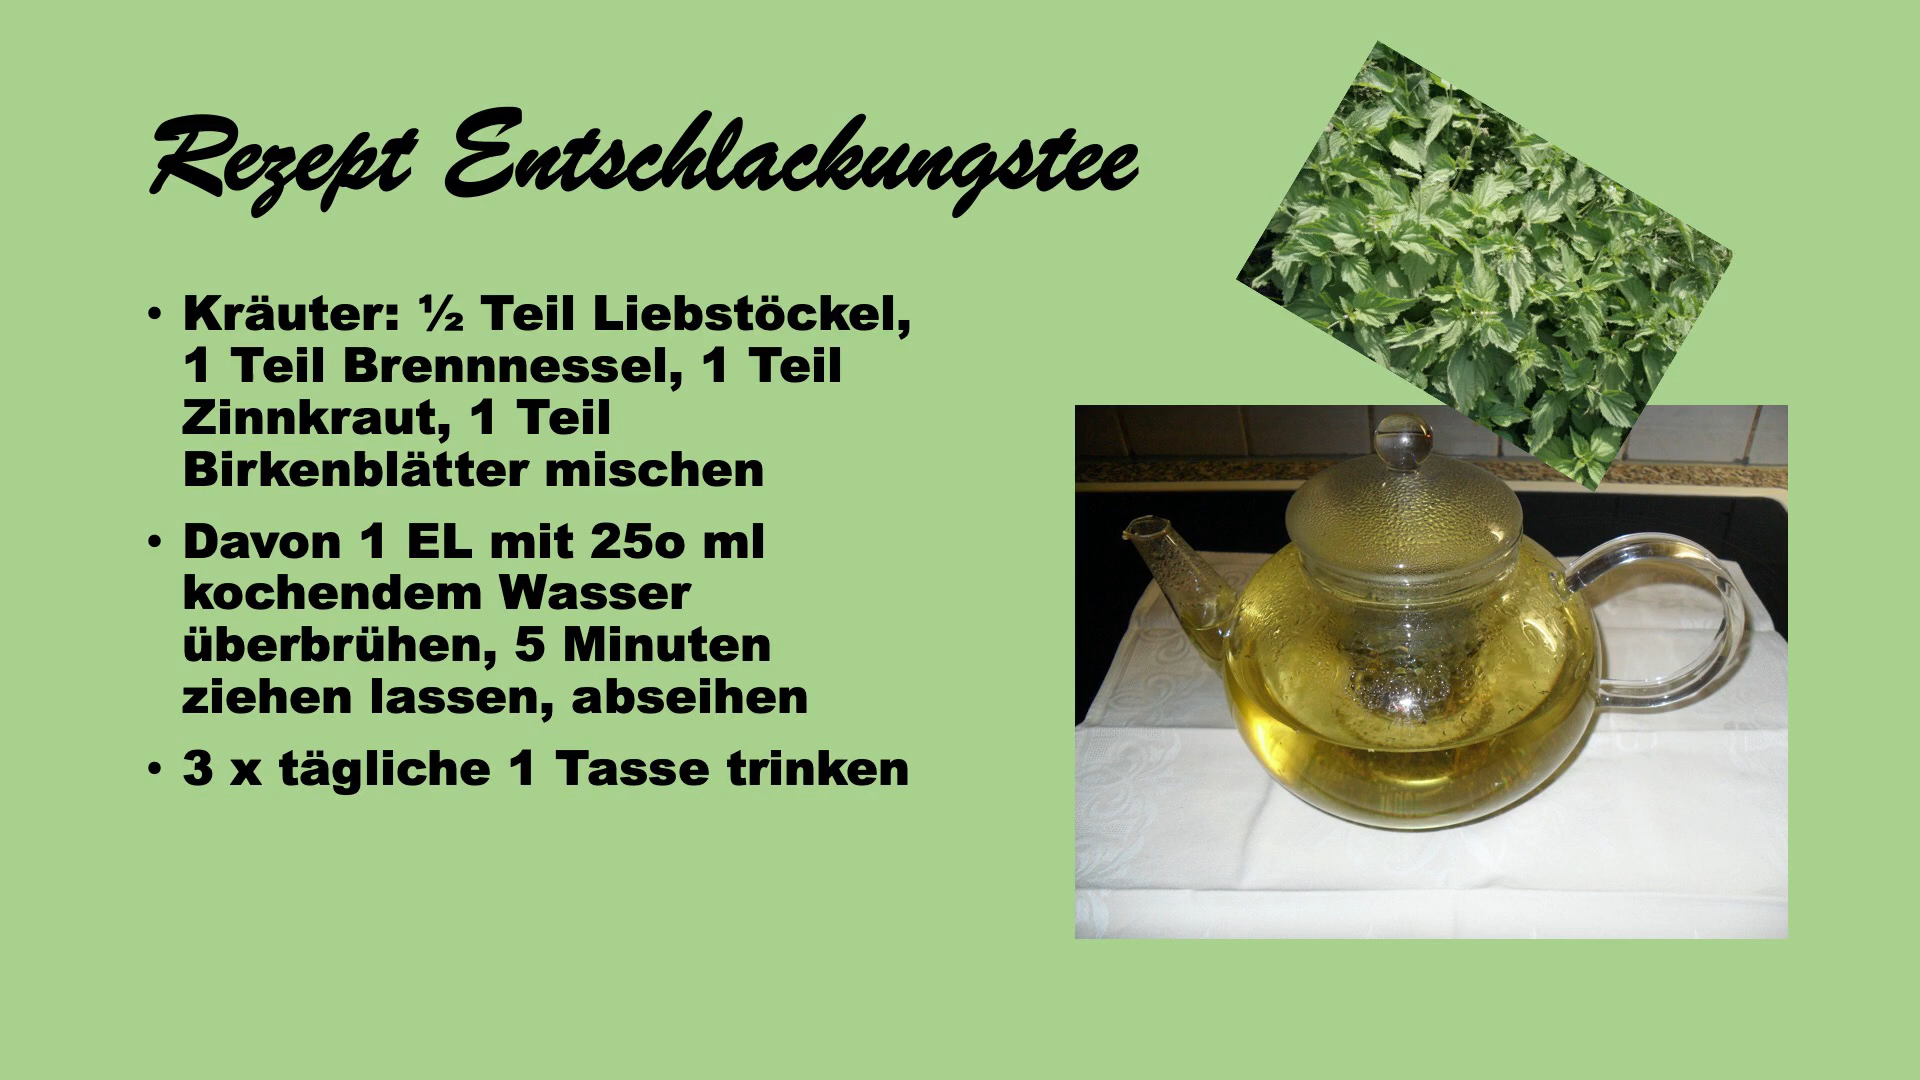 Rezept Entschlackungstee
• Kräuter: ½ Teil Liebstöckel,
1 Teil Brennnessel, 1 Teil
Zinnkraut, 1 Teil
Birkenblätter mischen
• Davon 1 EL mit 25o ml
kochendem Wasser
überbrühen, 5 Minuten
ziehen lassen, abseihen
• 3 x tägliche 1 Tasse trinken